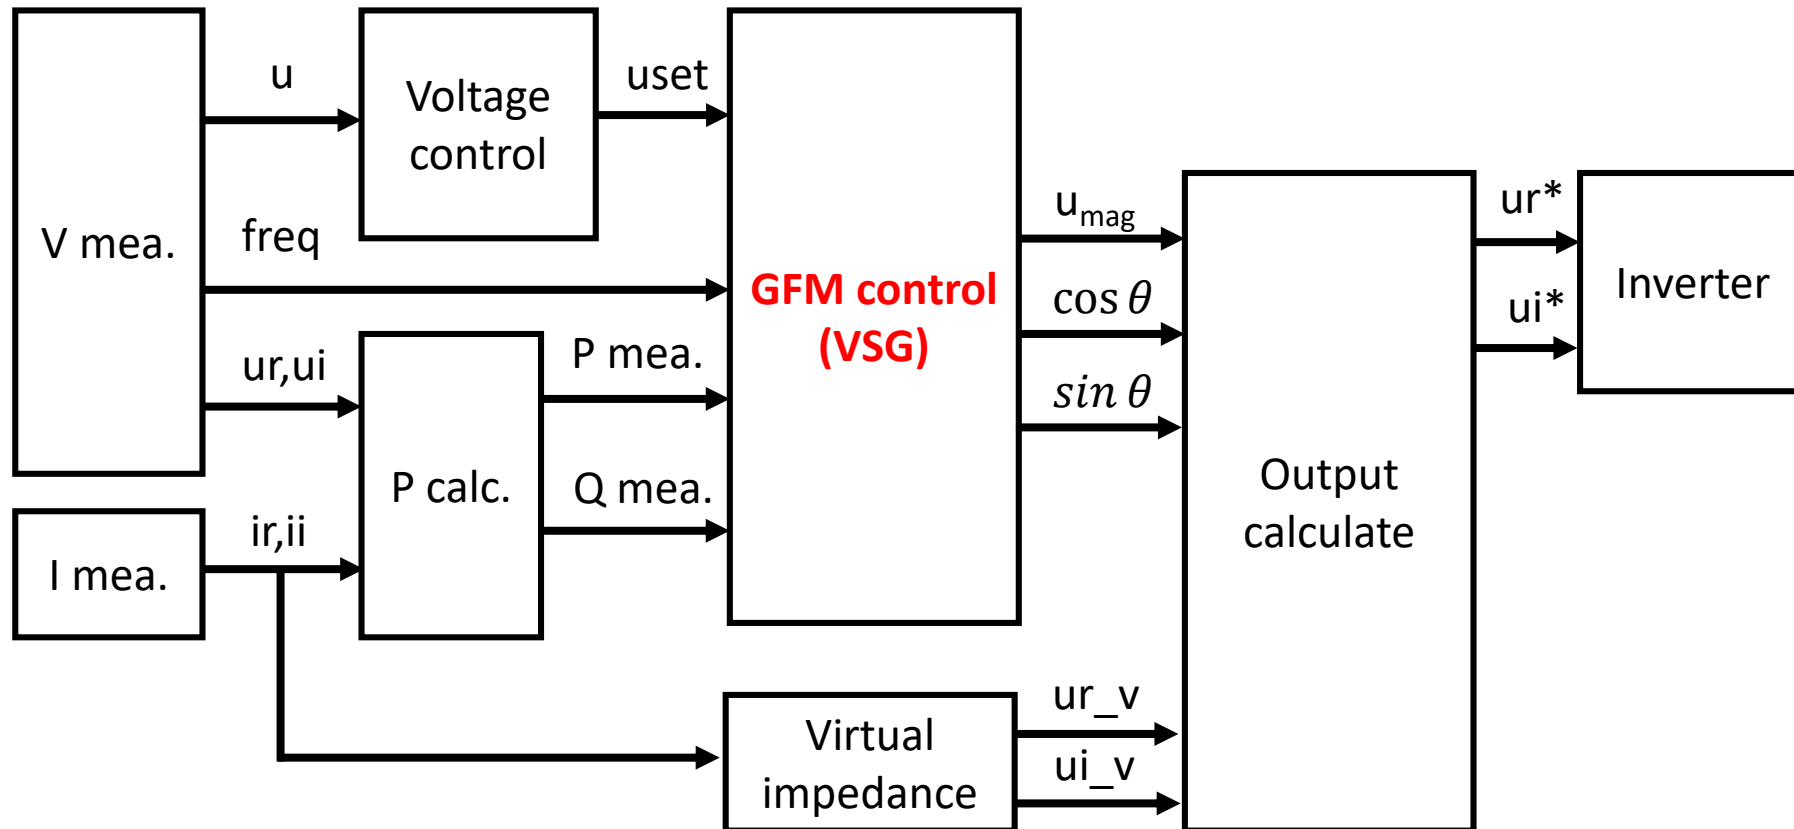 V mea.
I mea.
u
freq
ur,ui
ir,ii
Voltage
control
P calc.
uset
P mea.
Q mea.
GFM control
(VSG)
Virtual
impedance
umag
cos θ
sin θ
ur_v
ui_v
Output
calculate
ur*
ui*
Inverter